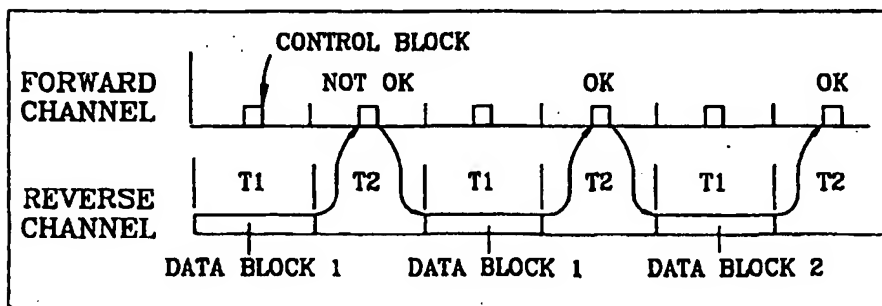 CONTROL BLOCK
FORWARD CHANNEL
NOT OK
OK
OK
REVERSE CHANNEL
T1
T2
T1
T2
T1
T2
DATA BLOCK 1
DATA BLOCK 1
DATA BLOCK 2